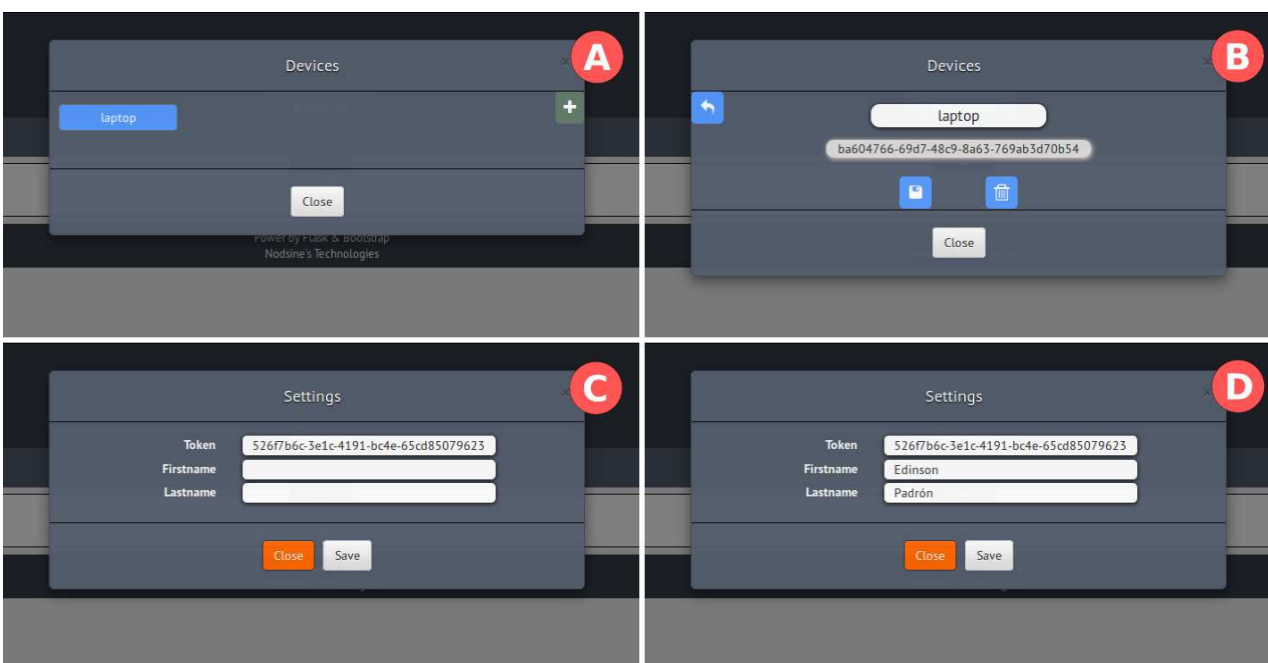 A
Devices
laptop
Close
Power by Flask & Bootstrap
Nodsine's Technologies
B
Devices
laptop
ba604766-69d7-48c9-8a63-769ab3d70b54
Close
C
Settings
Token 526f7b6c-3e1c-4191-bc4e-65cd85079623
Firstname
Lastname
Close Save
D
Settings
Token 526f7b6c-3e1c-4191-bc4e-65cd85079623
Firstname Edinson
Lastname Padrón
Close Save